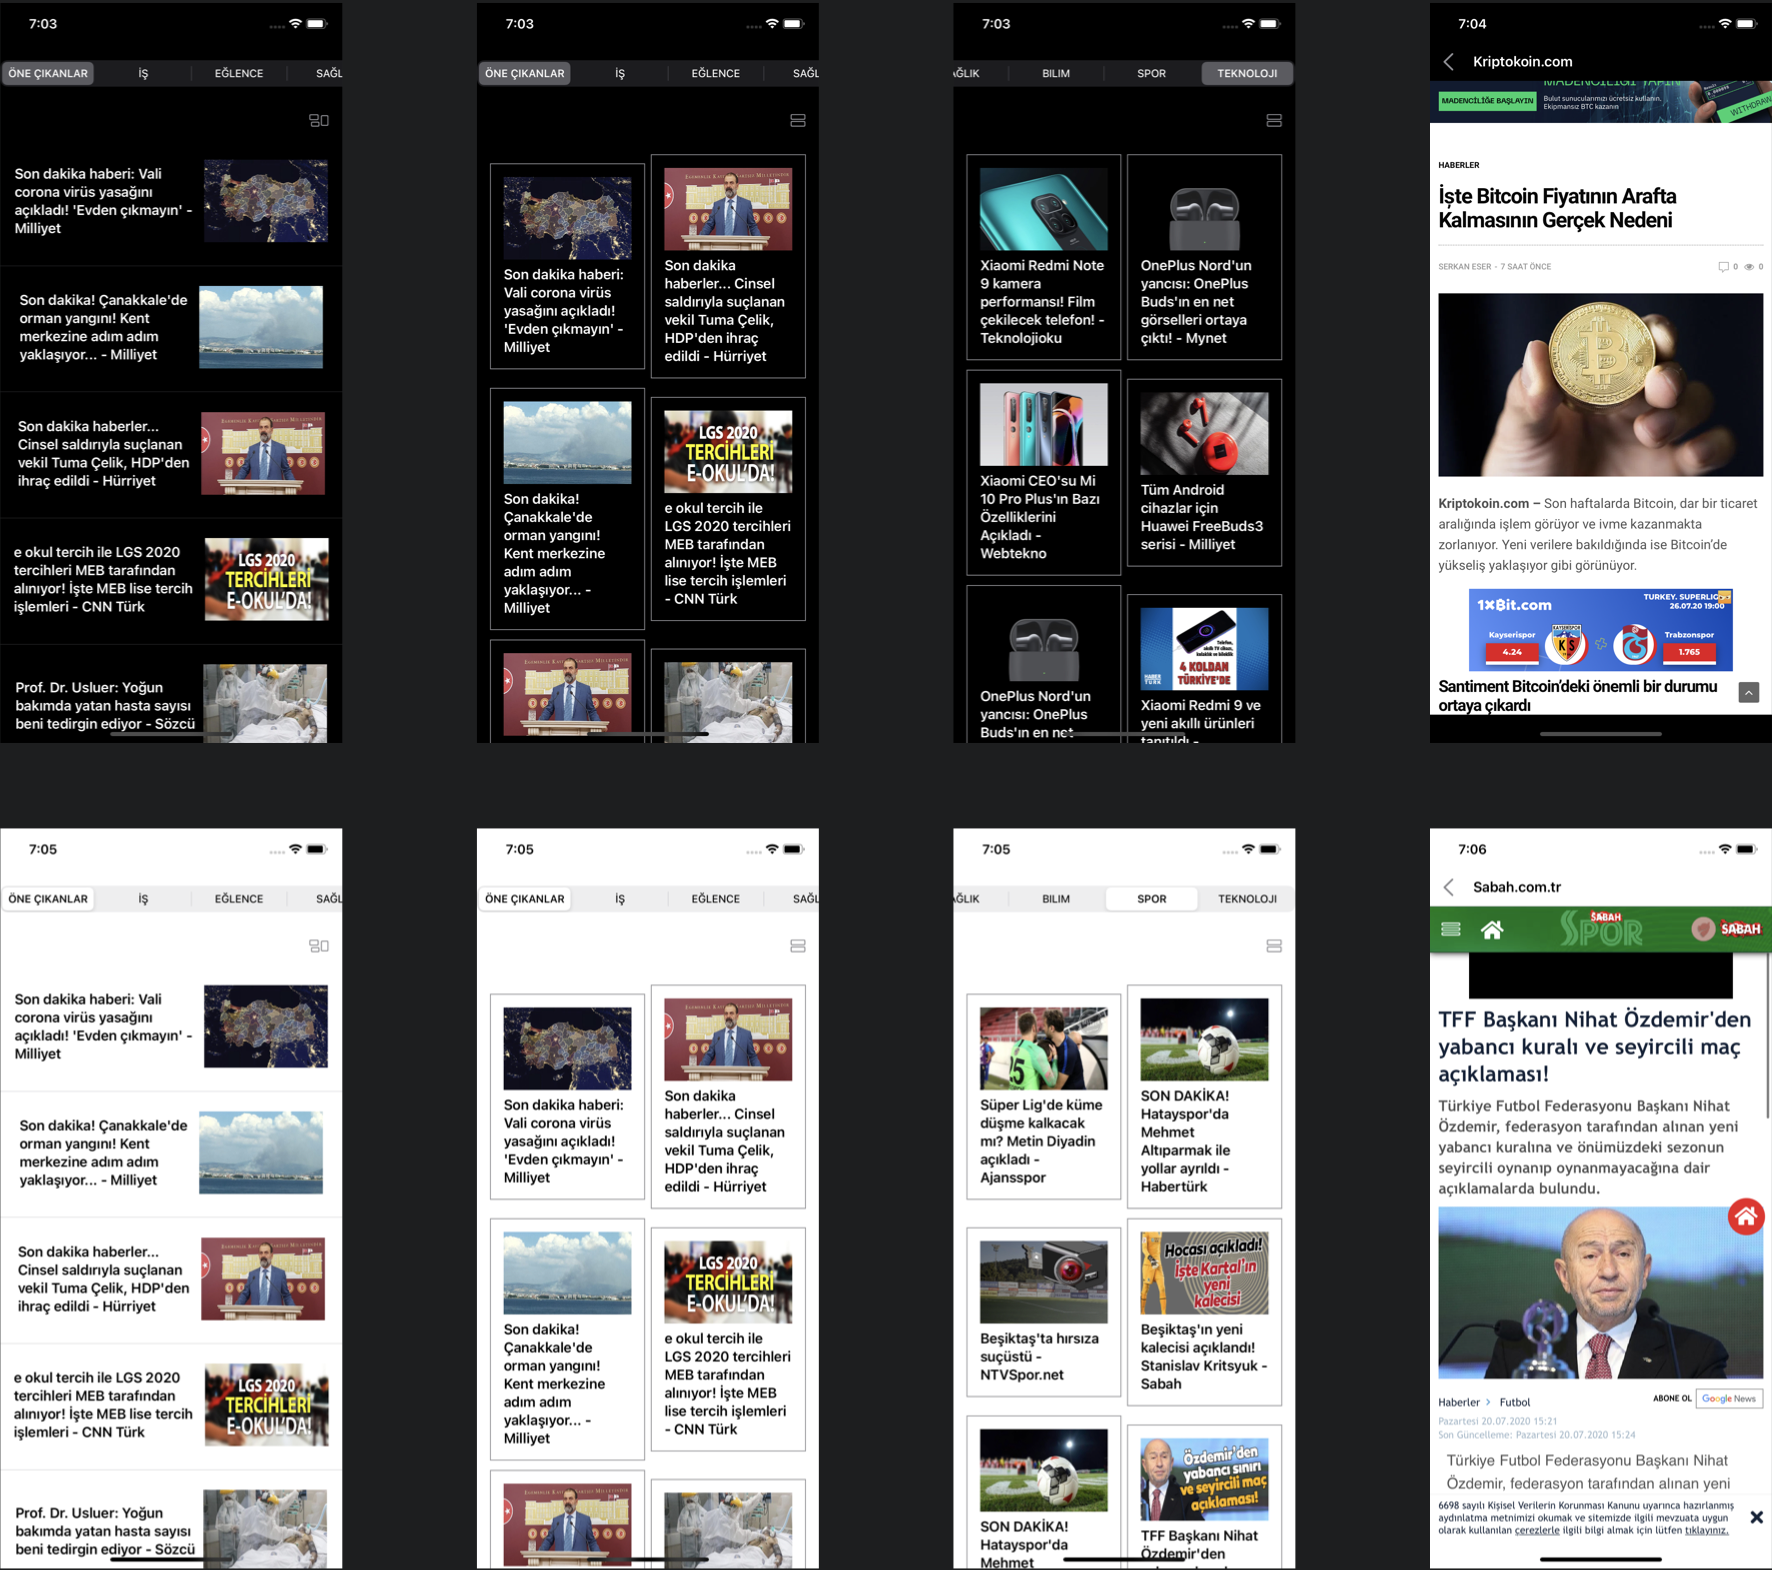 7:03
ÖNE ÇIKANLAR
İŞ
EĞLENCE
SAĞL
Son dakika haberi: Vali
corona virüs yasağını
açıkladı! 'Evden çıkmayın' -
Milliyet
Son dakika! Çanakkale'de
orman yangını! Kent
merkezine adım adım
yaklaşıyor... - Milliyet
Son dakika haberler...
Cinsel saldırıyla suçlanan
vekil Tuma Çelik, HDP'den
ihraç edildi - Hürriyet
e okul tercih ile LGS 2020
tercihleri MEB tarafından
alınıyor! İşte MEB lise tercih
işlemleri - CNN Türk
LGS 2020
TERCİHLERİ
E-OKUL'DA!
Prof. Dr. Usluer: Yoğun
bakımda yatan hasta sayısı
beni tedirgin ediyor - Sözcü
7:03
ÖNE ÇIKANLAR
İŞ
EĞLENCE
SAĞL
Son dakika haberi:
Vali corona virüs
yasağını açıkladı!
'Evden çıkmayın' -
Milliyet
Son dakika
haberler... Cinsel
saldırıyla suçlanan
vekil Tuma Çelik,
HDP'den ihraç
edildi - Hürriyet
Son dakika!
Çanakkale'de
orman yangını!
Kent merkezine
adım adım
yaklaşıyor... -
Milliyet
LGS 2020
TERCİHLERİ
E-OKUL'DA!
e okul tercih ile
LGS 2020 tercihleri
MEB tarafından
alınıyor! İşte MEB
lise tercih işlemleri
- CNN Türk
7:03
AĞLIK
BILIM
SPOR
TEKNOLOJI
Xiaomi Redmi Note
9 kamera
performansı! Film
çekilecek telefon! -
Teknolojioku
OnePlus Nord'un
yancısı: OnePlus
Buds'ın en net
görselleri ortaya
çıktı! - Mynet
Xiaomi CEO'su Mi
10 Pro Plus'ın Bazı
Özelliklerini
Açıkladı -
Webtekno
Tüm Android
cihazlar için
Huawei FreeBuds3
serisi - Milliyet
OnePlus Nord'un
yancısı: OnePlus
Buds'ın en net
4 KOLDAN
TÜRKİYE'DE
HABER
TÜRK
Xiaomi Redmi 9 ve
yeni akıllı ürünleri
tanıtıldı -
7:04
Kriptokoin.com
MADENCİLİĞİ YAPIN
MADENCİLİĞE BAŞLAYIN
Bulut sunucularımızı ücretsiz kullanın.
Ekipmansız BTC kazanın
WITHDRAW
HABERLER
İşte Bitcoin Fiyatının Arafta
Kalmasının Gerçek Nedeni
SERKAN ESER - 7 SAAT ÖNCE
0
0
Kriptokoin.com – Son haftalarda Bitcoin, dar bir ticaret
aralığında işlem görüyor ve ivme kazanmakta
zorlanıyor. Yeni verilere bakıldığında ise Bitcoin'de
yükseliş yaklaşıyor gibi görünüyor.
1XBit.com
TURKEY. SUPERLIG
26.07.20 19:00
Kayserispor
4.24
Trabzonspor
1.765
Santiment Bitcoin'deki önemli bir durumu
ortaya çıkardı
7:05
ÖNE ÇIKANLAR
İŞ
EĞLENCE
SAĞL
Son dakika haberi: Vali
corona virüs yasağını
açıkladı! 'Evden çıkmayın' -
Milliyet
Son dakika! Çanakkale'de
orman yangını! Kent
merkezine adım adım
yaklaşıyor... - Milliyet
Son dakika haberler...
Cinsel saldırıyla suçlanan
vekil Tuma Çelik, HDP'den
ihraç edildi - Hürriyet
e okul tercih ile LGS 2020
tercihleri MEB tarafından
alınıyor! İşte MEB lise tercih
işlemleri - CNN Türk
LGS 2020
TERCİHLERİ
E-OKUL'DA!
Prof. Dr. Usluer: Yoğun
bakımda yatan hasta sayısı
beni tedirgin ediyor - Sözcü
7:05
ÖNE ÇIKANLAR
İŞ
EĞLENCE
SAĞL
Son dakika haberi:
Vali corona virüs
yasağını açıkladı!
'Evden çıkmayın' -
Milliyet
Son dakika
haberler... Cinsel
saldırıyla suçlanan
vekil Tuma Çelik,
HDP'den ihraç
edildi - Hürriyet
Son dakika!
Çanakkale'de
orman yangını!
Kent merkezine
adım adım
yaklaşıyor... -
Milliyet
LGS 2020
TERCİHLERİ
E-OKUL'DA!
e okul tercih ile
LGS 2020 tercihleri
MEB tarafından
alınıyor! İşte MEB
lise tercih işlemleri
- CNN Türk
7:05
AĞLIK
BILIM
SPOR
TEKNOLOJI
Süper Lig'de küme
düşme kalkacak
mı? Metin Diyadin
açıkladı -
Ajansspor
SON DAKİKA!
Hatayspor'da
Mehmet
Altıparmak ile
yollar ayrıldı -
Habertürk
Beşiktaş'ta hırsıza
suçüstü -
NTVSpor.net
Hocası açıkladı!
İşte Kartal'ın
yeni
kalecisi
Beşiktaş'ın yeni
kalecisi açıklandı!
Stanislav Kritsyuk -
Sabah
SON DAKİKA!
Hatayspor'da
Mehmet
Özdemir'den
yabancı sınırı
ve seyircili maç
açıklaması!
TFF Başkanı Nihat
Özdemir'den
7:06
Sabah.com.tr
SABAH
SPOR
SABAH
TFF Başkanı Nihat Özdemir'den
yabancı kuralı ve seyircili maç
açıklaması!
Türkiye Futbol Federasyonu Başkanı Nihat
Özdemir, federasyon tarafından alınan yeni
yabancı kuralına ve önümüzdeki sezonun
seyircili oynanıp oynanmayacağına dair
açıklamalarda bulundu.
Haberler > Futbol
ABONE OL Google News
Pazartesi 20.07.2020 15:21
Son Güncelleme: Pazartesi 20.07.2020 15:24
Türkiye Futbol Federasyonu Başkanı Nihat
Özdemir, federasyon tarafından alınan yeni
6698 sayılı Kişisel Verilerin Korunması Kanunu uyarınca hazırlanmış
aydınlatma metnimizi okumak ve sitemizde ilgili mevzuata uygun
olarak kullanılan çerezlerle ilgili bilgi almak için lütfen tıklayınız.